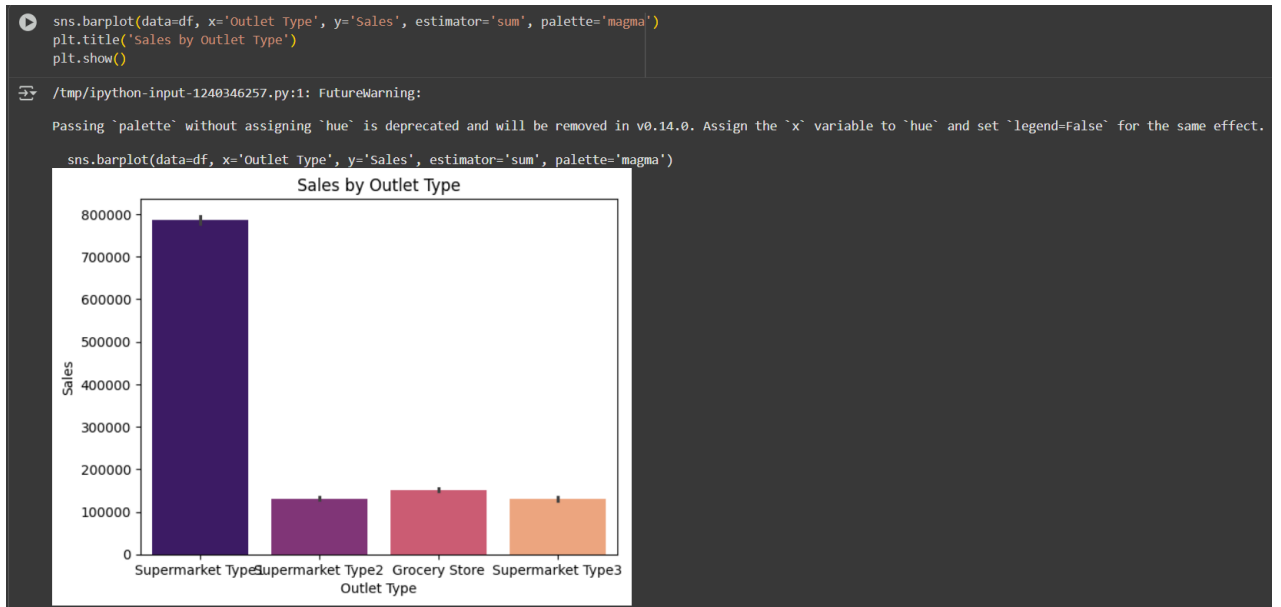 sns.barplot(data=df, x='Outlet Type', y='Sales', estimator='sum', palette='magma')
plt.title('Sales by Outlet Type')
plt.show()
/tmp/ipython-input-1240346257.py:1: FutureWarning:
Passing `palette` without assigning `hue` is deprecated and will be removed in v0.14.0. Assign the `x` variable to `hue` and set `legend=False` for the same effect.
sns.barplot(data=df, x='Outlet Type', y='Sales', estimator='sum', palette='magma')
Sales by Outlet Type
800000
700000
600000
500000
400000
300000
200000
100000
0
Sales
Supermarket Type1 Supermarket Type2 Grocery Store Supermarket Type3
Outlet Type